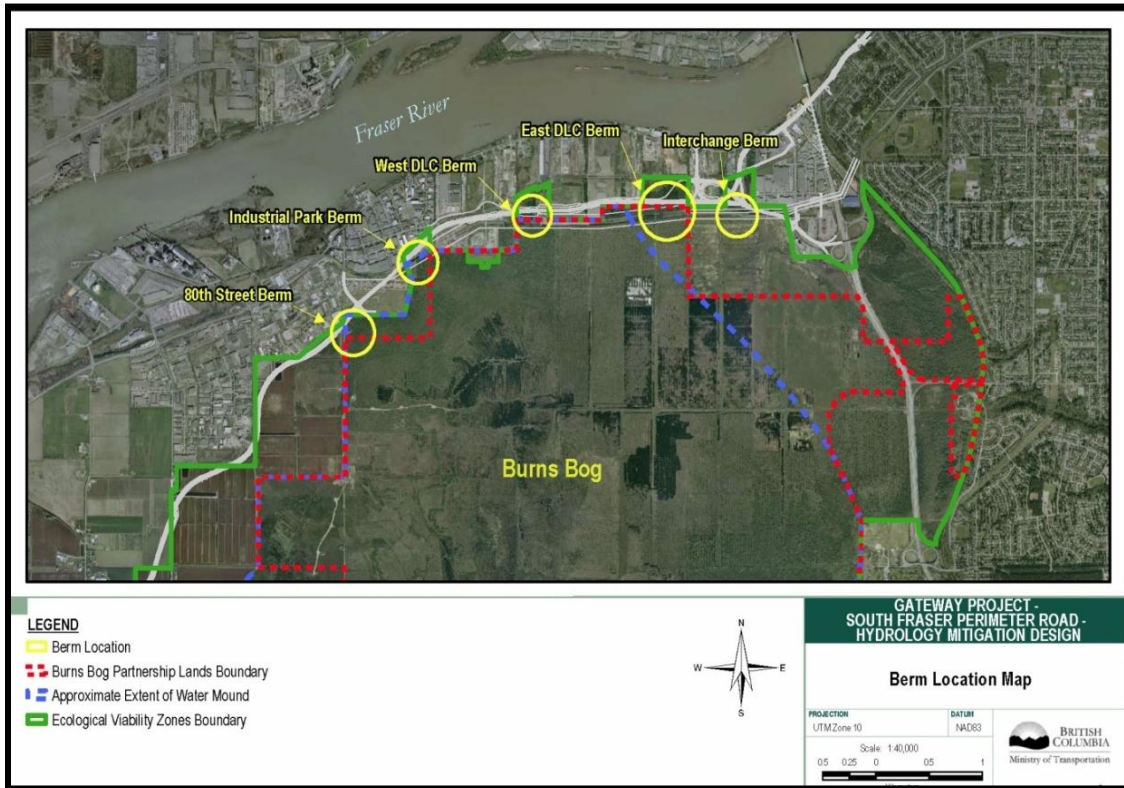 Fraser River
East DLC Berm
Interchange Berm
West DLC Berm
Industrial Park Berm
80th Street Berm
Burns Bog
LEGEND
Berm Location
Burns Bog Partnership Lands Boundary
Approximate Extent of Water Mound
Ecological Viability Zones Boundary
N
W E
S
GATEWAY PROJECT -
SOUTH FRASER PERIMETER ROAD -
HYDROLOGY MITIGATION DESIGN
Berm Location Map
PROJECTION
UTM Zone 10
DATUM
NAD83
Scale: 1:40,000
0.5 0.25 0 0.5 1
BRITISH
COLUMBIA
Ministry of Transportation